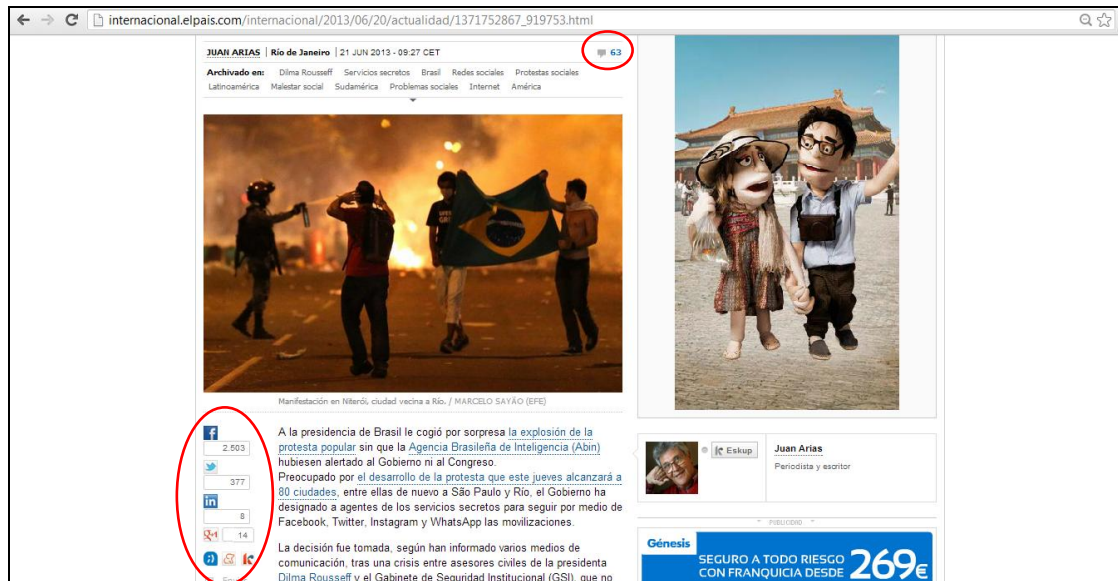 internacional.elpais.com/internacional/2013/06/20/actualidad/1371752867_919753.html
JUAN ARIAS | Río de Janeiro | 21 JUN 2013 - 09:27 CET 63
Archivado en: Dilma Rousseff Servicios secretos Brasil Redes sociales Protestas sociales
Latinoamérica Malestar social Sudamérica Problemas sociales Internet América
Manifestación en Niterói, ciudad vecina a Río. / MARCELO SAYÃO (EFE)
2.503
377
in
8
+1 14
A la presidencia de Brasil le cogió por sorpresa la explosión de la
protesta popular sin que la Agencia Brasileña de Inteligencia (Abin)
hubiesen alertado al Gobierno ni al Congreso.
Preocupado por el desarrollo de la protesta que este jueves alcanzará a
80 ciudades, entre ellas de nuevo a São Paulo y Río, el Gobierno ha
designado a agentes de los servicios secretos para seguir por medio de
Facebook, Twitter, Instagram y WhatsApp las movilizaciones.
La decisión fue tomada, según han informado varios medios de
comunicación, tras una crisis entre asesores civiles de la presidenta
Dilma Rousseff y el Gabinete de Seguridad Institucional (GSI), que no
Eskup
Juan Arias
Periodista y escritor
PUBLICIDAD
Génesis
SEGURO A TODO RIESGO
CON FRANQUICIA DESDE 269€